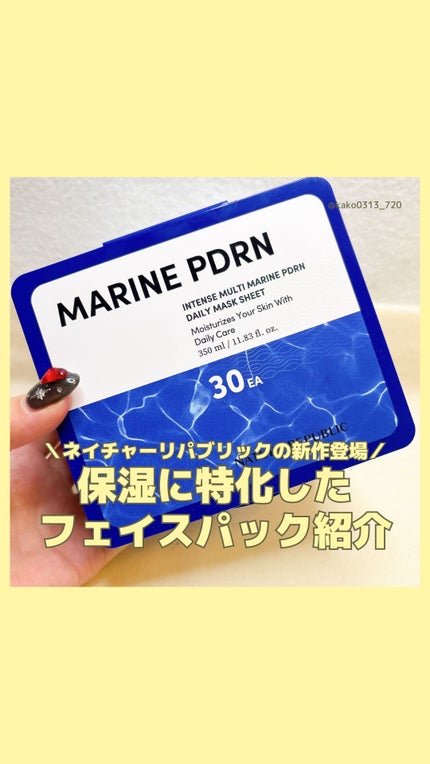 @kako0313_720
MARINE PDRN
INTENSE MULTI MARINE PDRN
DAILY MASK SHEET
Moisturizes Your Skin With
Daily Care
350 ml / 11.83 fl. oz.
30 EA
REPUBLIC
\ネイチャーリパブリックの新作登場/
保湿に特化した
フェイスパック紹介